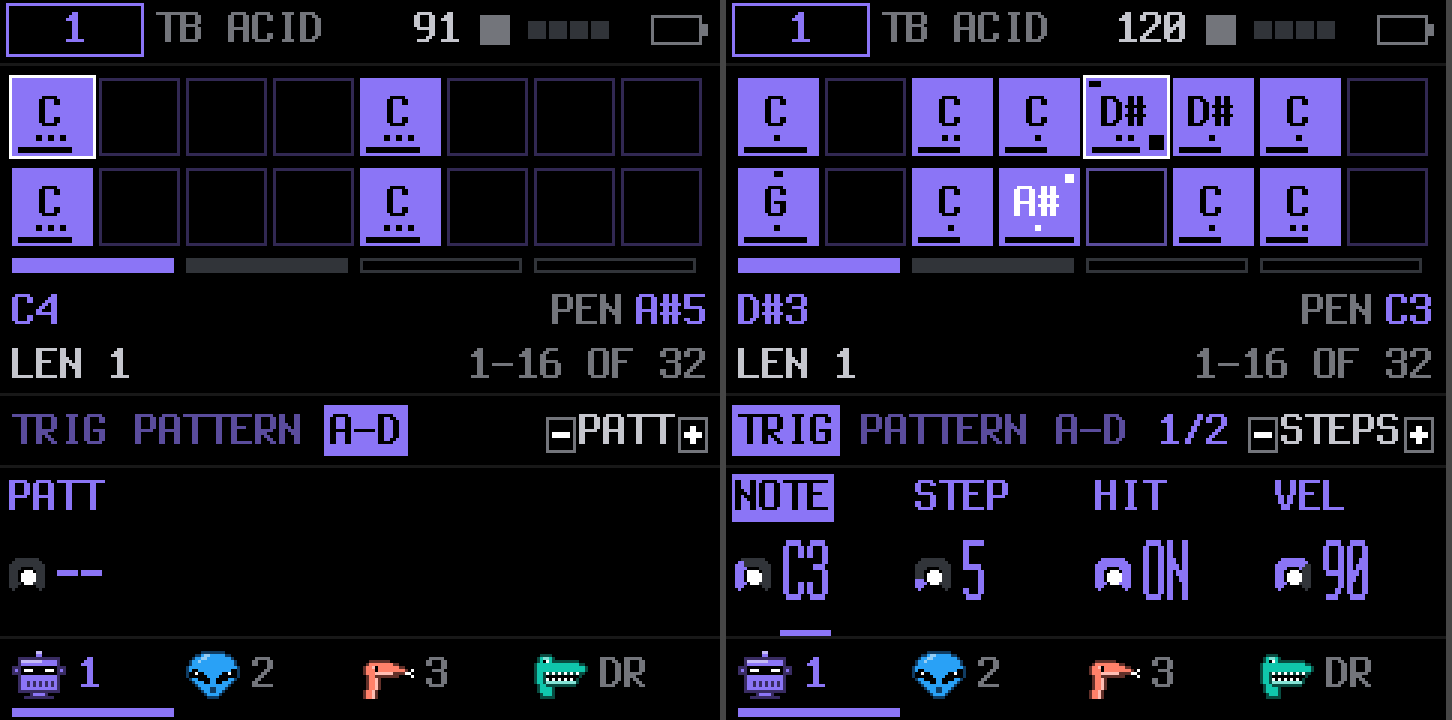 1 TB ACID 91
C C
C C
C4 PEN A#5
LEN 1 1-16 OF 32
TRIG PATTERN A-D -PATT+
PATT
--
1 2 3 DR
1 TB ACID 120
C C C D# D# C
G C A# C C
D#3 PEN C3
LEN 1 1-16 OF 32
TRIG PATTERN A-D 1/2 -STEPS+
NOTE STEP HIT VEL
C3 5 ON 90
1 2 3 DR